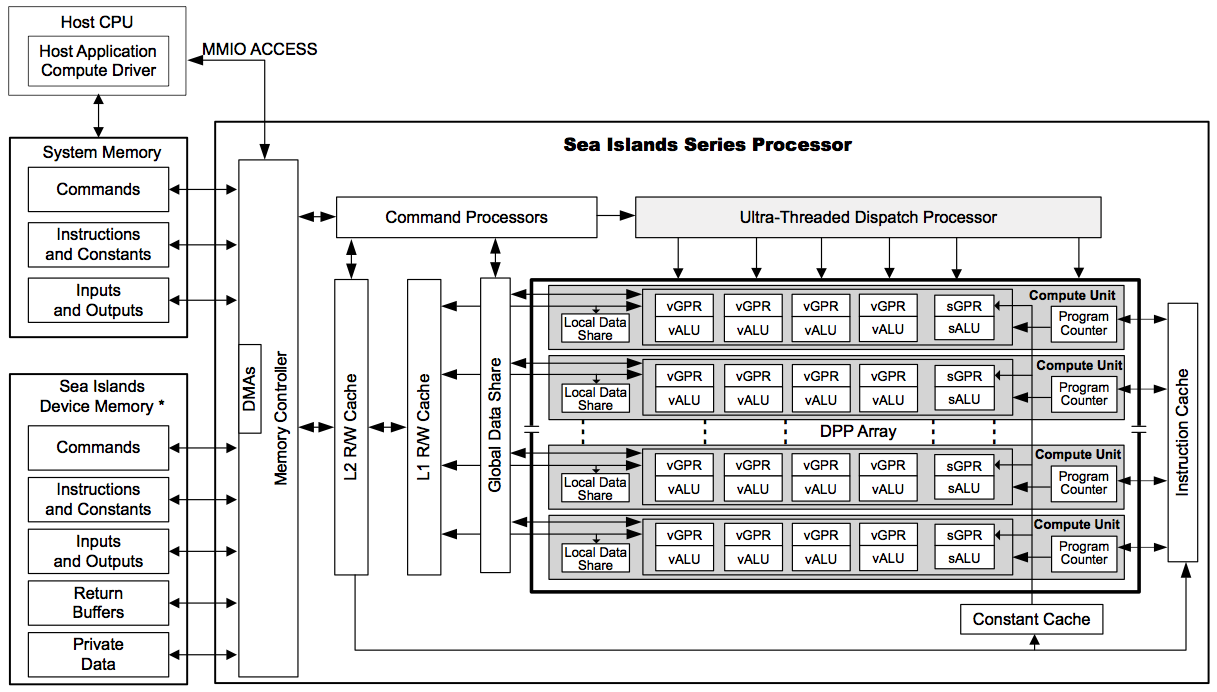 Host CPU
Host Application
Compute Driver
MMIO ACCESS
System Memory
Commands
Instructions
and Constants
Inputs
and Outputs
Sea Islands
Device Memory *
Commands
Instructions
and Constants
Inputs
and Outputs
Return
Buffers
Private
Data
Sea Islands Series Processor
DMAs
Memory Controller
Command Processors
Ultra-Threaded Dispatch Processor
L2 R/W Cache
L1 R/W Cache
Global Data Share
Compute Unit
Local Data
Share
vGPR vGPR vGPR vGPR sGPR
vALU vALU vALU vALU sALU
Program
Counter
Compute Unit
Local Data
Share
vGPR vGPR vGPR vGPR sGPR
vALU vALU vALU vALU sALU
Program
Counter
DPP Array
Compute Unit
Local Data
Share
vGPR vGPR vGPR vGPR sGPR
vALU vALU vALU vALU sALU
Program
Counter
Compute Unit
Local Data
Share
vGPR vGPR vGPR vGPR sGPR
vALU vALU vALU vALU sALU
Program
Counter
Instruction Cache
Constant Cache